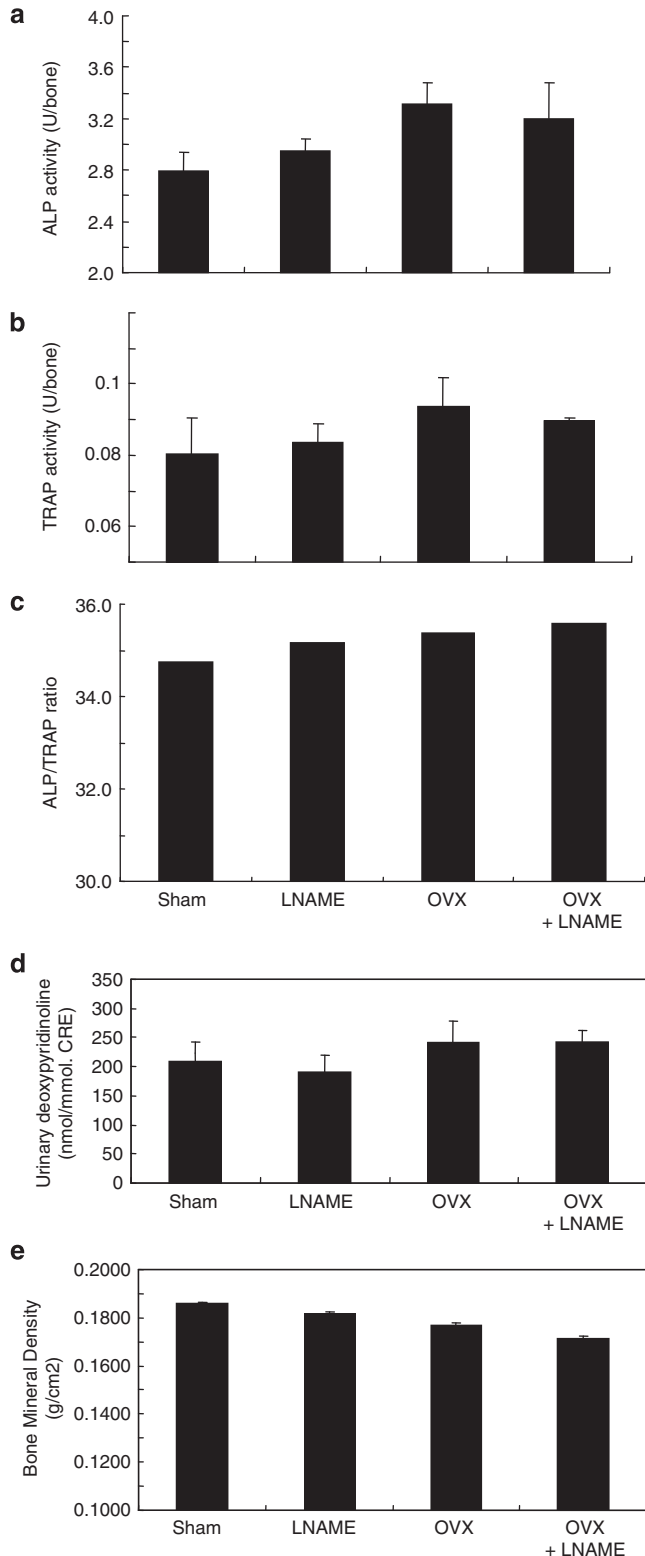 a
ALP activity (U/bone)
4.0
3.6
3.2
2.8
2.4
2.0
b
TRAP activity (U/bone)
0.1
0.08
0.06
c
ALP/TRAP ratio
36.0
34.0
32.0
30.0
Sham
LNAME
OVX
OVX
+ LNAME
d
Urinary deoxypyridinoline
(nmol/mmol. CRE)
350
300
250
200
150
100
50
0
Sham
LNAME
OVX
OVX
+ LNAME
e
Bone Mineral Density
(g/cm2)
0.2000
0.1800
0.1600
0.1400
0.1200
0.1000
Sham
LNAME
OVX
OVX
+ LNAME